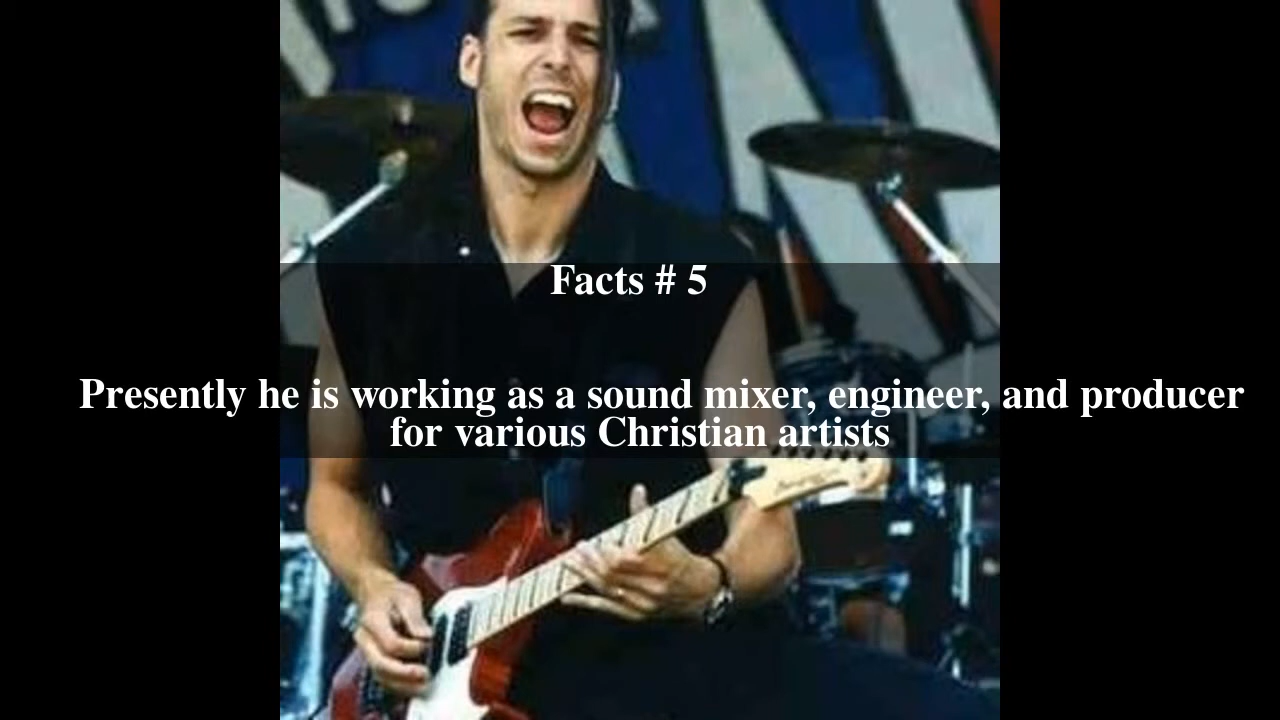 Facts # 5
Presently he is working as a sound mixer, engineer, and producer
for various Christian artists